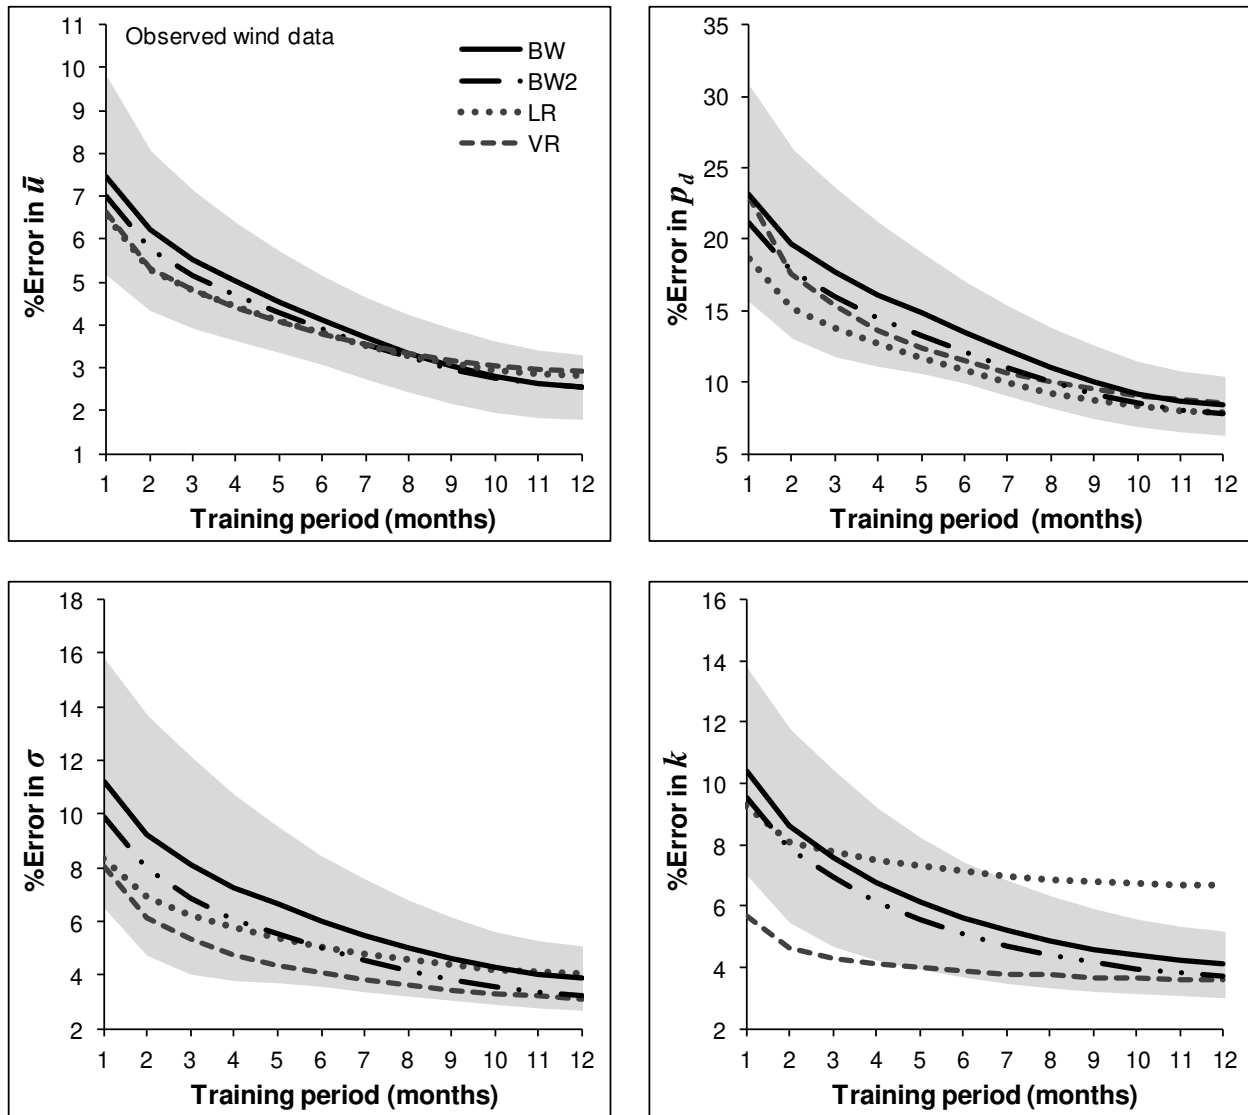 Observed wind data
BW
BW2
LR
VR
%Error in ū
11
10
9
8
7
6
5
4
3
2
1
1 2 3 4 5 6 7 8 9 10 11 12
Training period (months)
%Error in p_d
35
30
25
20
15
10
5
1 2 3 4 5 6 7 8 9 10 11 12
Training period (months)
%Error in σ
18
16
14
12
10
8
6
4
2
1 2 3 4 5 6 7 8 9 10 11 12
Training period (months)
%Error in k
16
14
12
10
8
6
4
2
1 2 3 4 5 6 7 8 9 10 11 12
Training period (months)